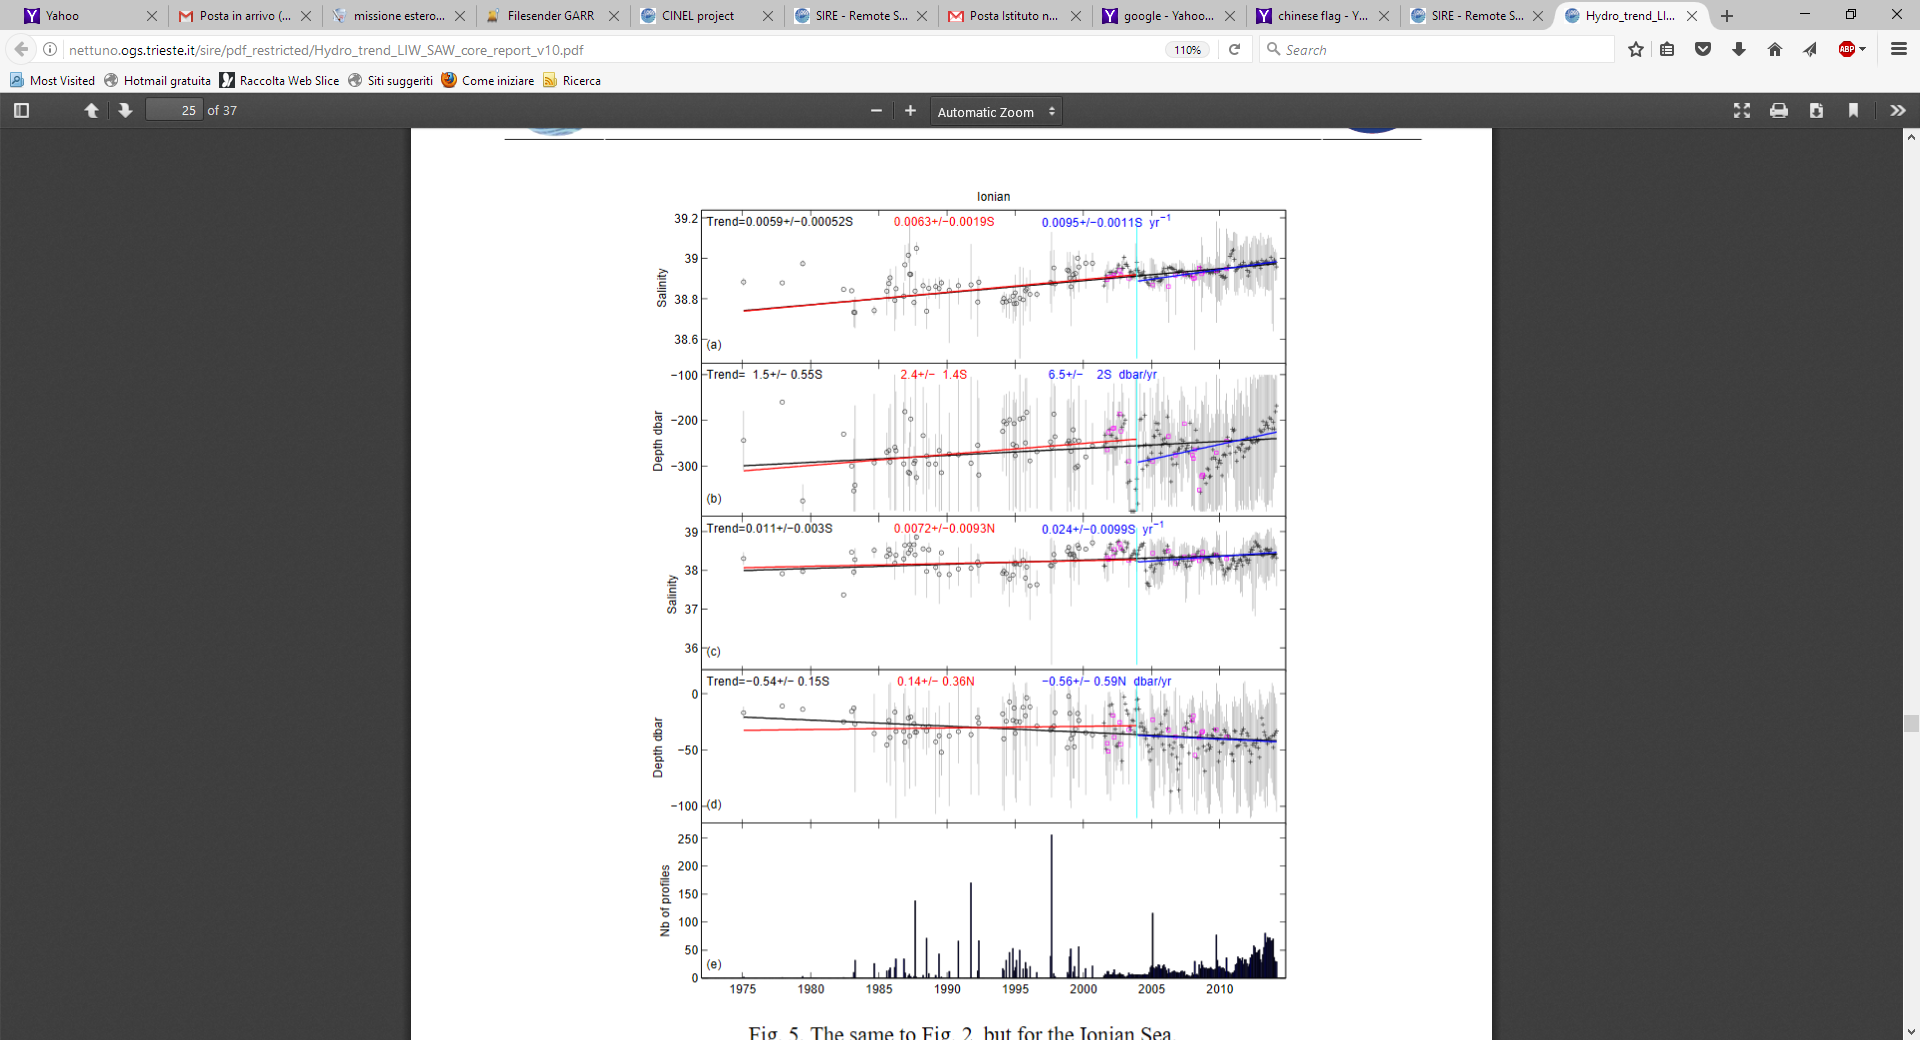 Yahoo
Posta in arrivo (...
missione estero...
Filesender GARR
CINEL project
SIRE - Remote S...
Posta Istituto n...
google - Yahoo...
chinese flag - Y...
SIRE - Remote S...
Hydro_trend_LI...
nettuno.ogs.trieste.it/sire/pdf_restricted/Hydro_trend_LIW_SAW_core_report_v10.pdf
110%
Search
ABP
Most Visited
Hotmail gratuita
Raccolta Web Slice
Siti suggeriti
Come iniziare
Ricerca
25 of 37
Automatic Zoom
Ionian
Trend=0.0059+/−0.00052S 0.0063+/−0.0019S 0.0095+/−0.0011S yr−1
39.2
39
38.8
38.6
Salinity
(a)
Trend= 1.5+/− 0.55S 2.4+/− 1.4S 6.5+/− 2S dbar/yr
−100
−200
−300
Depth dbar
(b)
Trend=0.011+/−0.003S 0.0072+/−0.0093N 0.024+/−0.0099S yr−1
39
38
37
36
Salinity
(c)
Trend=−0.54+/− 0.15S 0.14+/− 0.36N −0.56+/− 0.59N dbar/yr
0
−50
−100
Depth dbar
(d)
250
200
150
100
50
0
Nb of profiles
(e)
1975 1980 1985 1990 1995 2000 2005 2010
Fig. 5. The same to Fig. 2, but for the Ionian Sea.